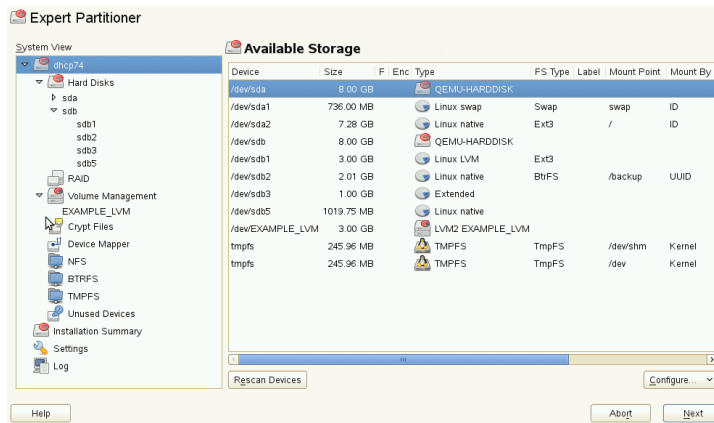 Expert Partitioner
System View
dhcp74
Hard Disks
sda
sdb
sdb1
sdb2
sdb3
sdb5
RAID
Volume Management
EXAMPLE_LVM
Crypt Files
Device Mapper
NFS
BTRFS
TMPFS
Unused Devices
Installation Summary
Settings
Log
Available Storage
Device Size F Enc Type FS Type Label Mount Point Mount By
/dev/sda 8.00 GB QEMU-HARDDISK
/dev/sda1 736.00 MB Linux swap Swap swap ID
/dev/sda2 7.28 GB Linux native Ext3 / ID
/dev/sdb 8.00 GB QEMU-HARDDISK
/dev/sdb1 3.00 GB Linux LVM Ext3
/dev/sdb2 2.01 GB Linux native BtrFS /backup UUID
/dev/sdb3 1.00 GB Extended
/dev/sdb5 1019.75 MB Linux native
/dev/EXAMPLE_LVM 3.00 GB LVM2 EXAMPLE_LVM
tmpfs 245.96 MB TMPFS TmpFS /dev/shm Kernel
tmpfs 245.96 MB TMPFS TmpFS /dev Kernel
Rescan Devices Configure...
Help Abort Next